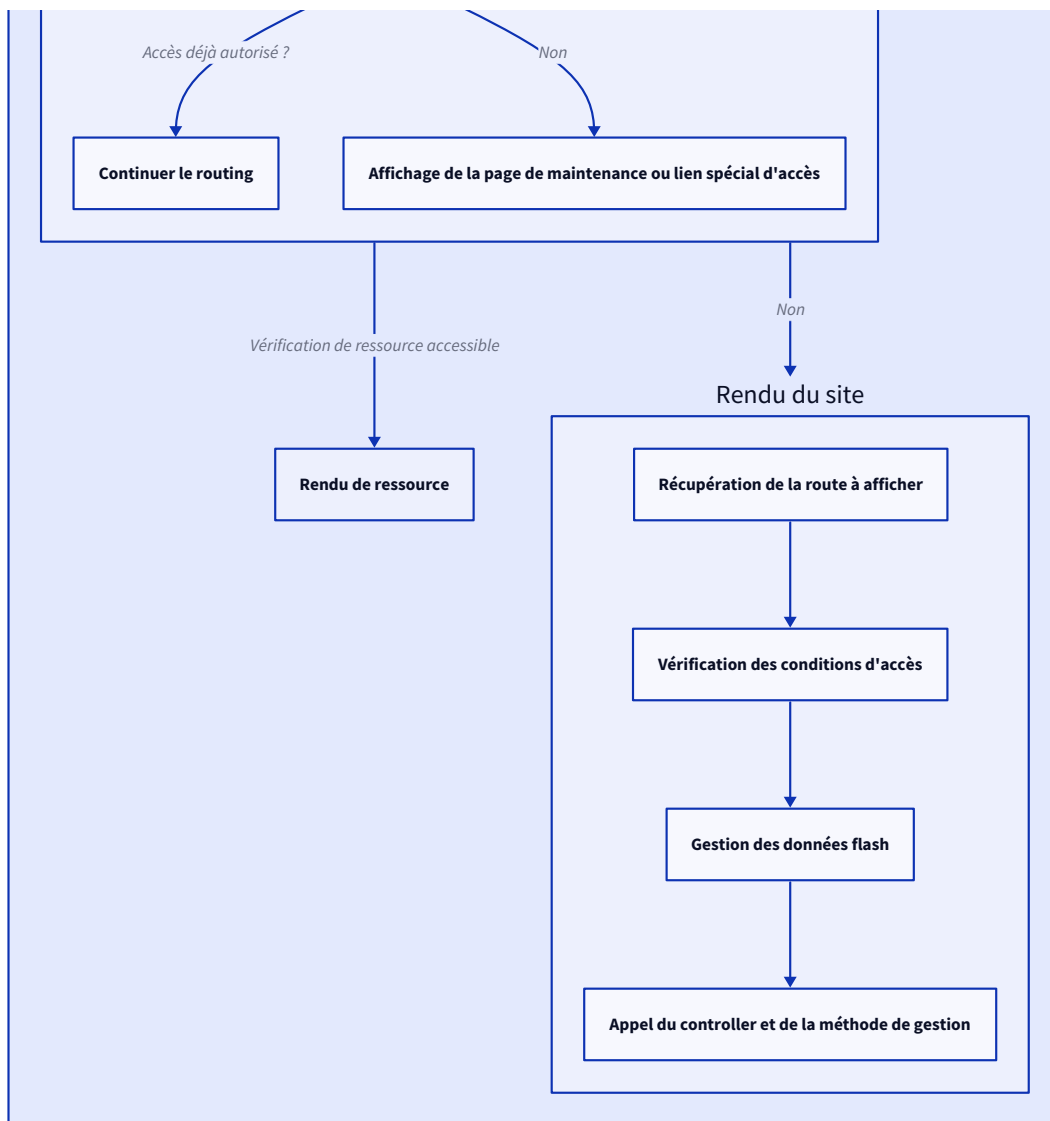 Accès déjà autorisé ?
Non
Continuer le routing
Affichage de la page de maintenance ou lien spécial d'accès
Non
Vérification de ressource accessible
Rendu du site
Rendu de ressource
Récupération de la route à afficher
Vérification des conditions d'accès
Gestion des données flash
Appel du controller et de la méthode de gestion